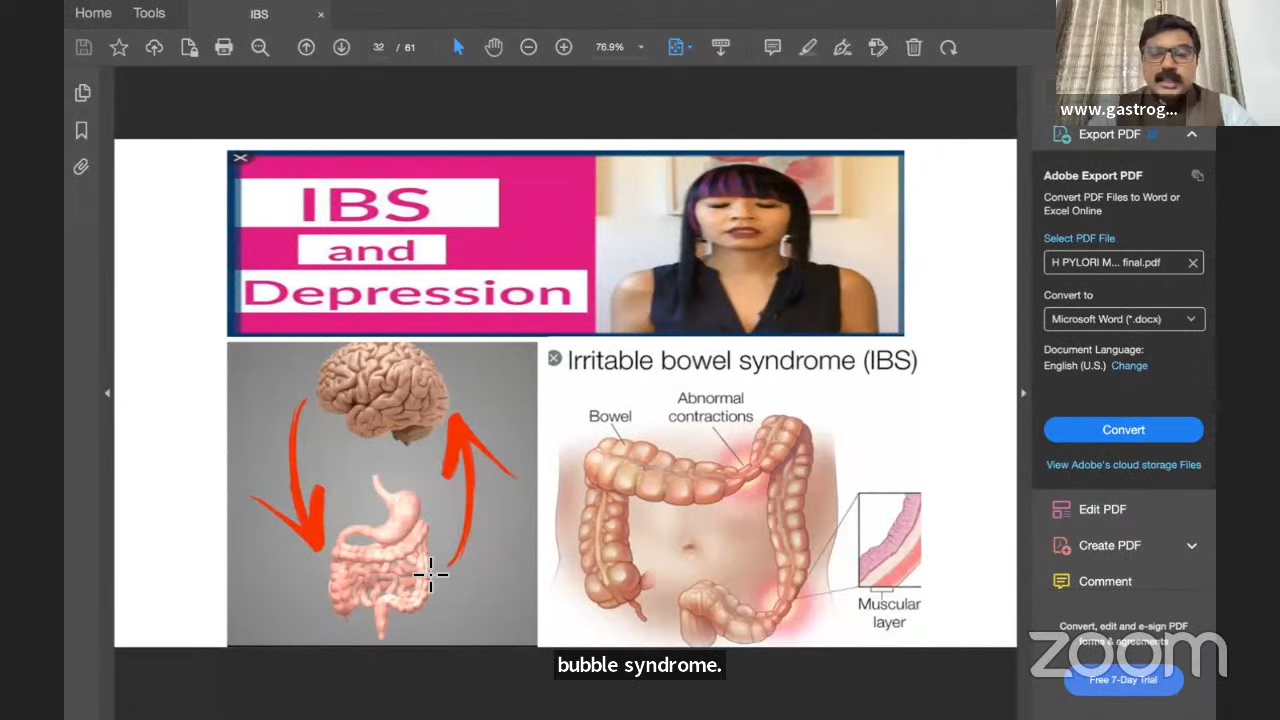 Home
Tools
IBS
×
32 / 61
76.9%
www.gastrog...
IBS
and
Depression
Irritable bowel syndrome (IBS)
Bowel
Abnormal
contractions
Muscular
layer
bubble syndrome.
Export PDF
Adobe Export PDF
Convert PDF Files to Word or
Excel Online
Select PDF File
H PYLORI M... final.pdf
Convert to
Microsoft Word (*.docx)
Document Language:
English (U.S.) Change
Convert
View Adobe's cloud storage Files
Edit PDF
Create PDF
Comment
Convert, edit and e-sign PDF
forms & agreements
Free 7-Day Trial
zoom